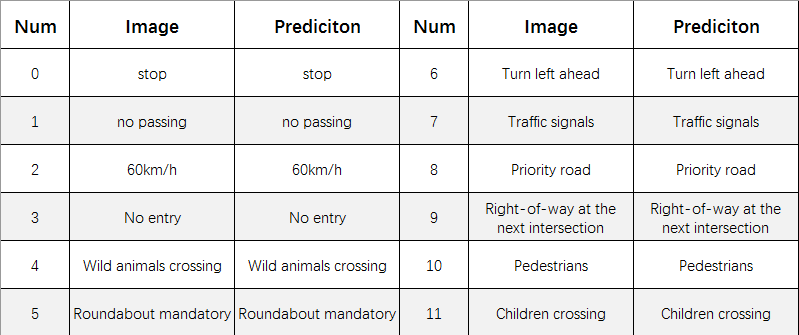 Num Image Prediciton Num Image Prediciton
0 stop stop 6 Turn left ahead Turn left ahead
1 no passing no passing 7 Traffic signals Traffic signals
2 60km/h 60km/h 8 Priority road Priority road
3 No entry No entry 9 Right-of-way at the next intersection Right-of-way at the next intersection
4 Wild animals crossing Wild animals crossing 10 Pedestrians Pedestrians
5 Roundabout mandatory Roundabout mandatory 11 Children crossing Children crossing